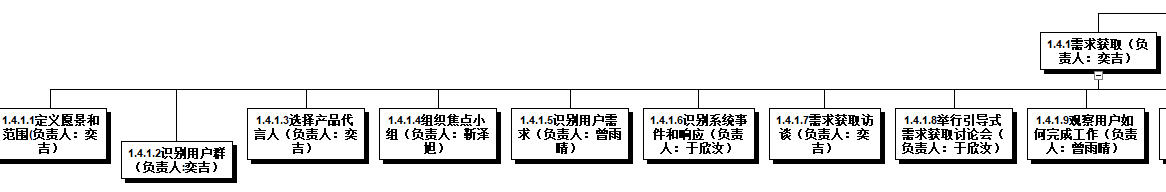 1.4.1需求获取（负
责人：奕吉）
1.4.1.1定义愿景和
范围(负责人：奕
吉）
1.4.1.2识别用户群
（负责人:奕吉）
1.4.1.3选择产品代
言人（负责人：奕
吉）
1.4.1.4组织焦点小
组（负责人：靳泽
旭）
1.4.1.5识别用户需
求（负责人：曾雨
晴）
1.4.1.6识别系统事
件和响应（负责
人：于欣汝）
1.4.1.7需求获取访
谈（负责人：奕
吉）
1.4.1.8举行引导式
需求获取讨论会（
负责人：于欣汝）
1.4.1.9观察用户如
何完成工作（负责
人：曾雨晴）